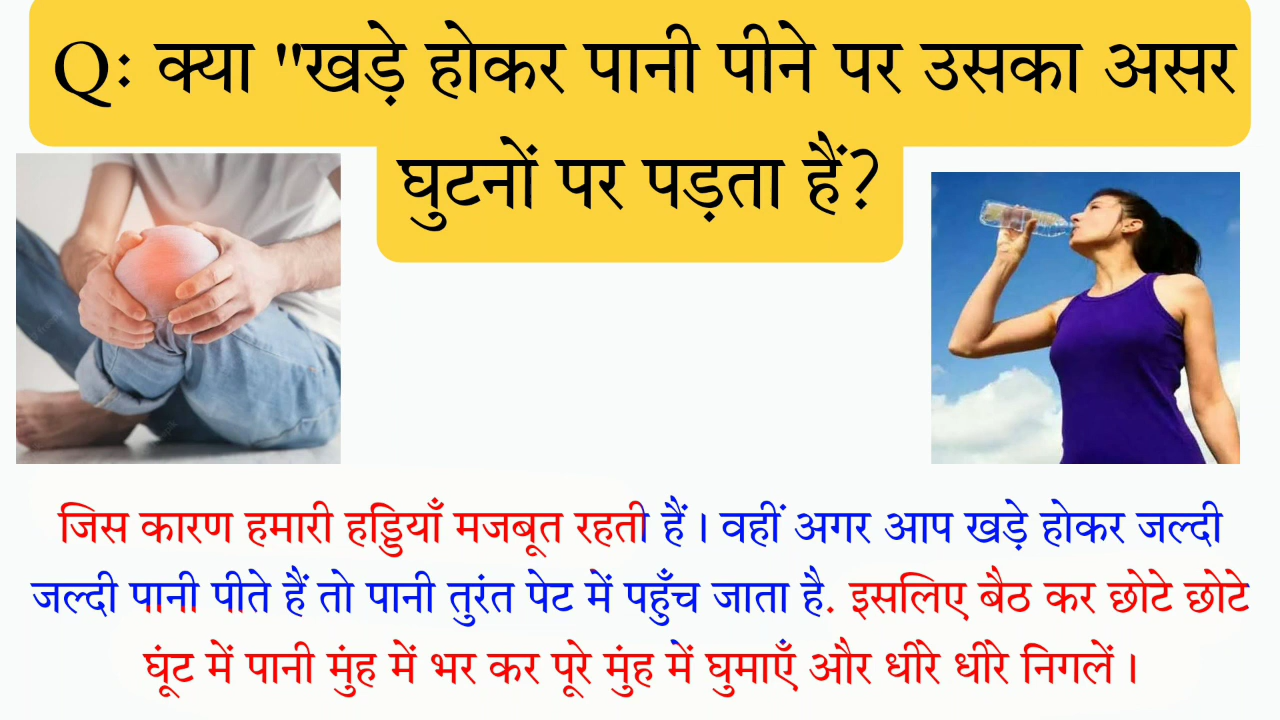 Q: क्या "खड़े होकर पानी पीने पर उसका असर
घुटनों पर पड़ता हैं?
जिस कारण हमारी हड्डियाँ मजबूत रहती हैं। वहीं अगर आप खड़े होकर जल्दी
जल्दी पानी पीते हैं तो पानी तुरंत पेट में पहुँच जाता है. इसलिए बैठ कर छोटे छोटे
घूंट में पानी मुंह में भर कर पूरे मुंह में घुमाएँ और धीरे धीरे निगलें।